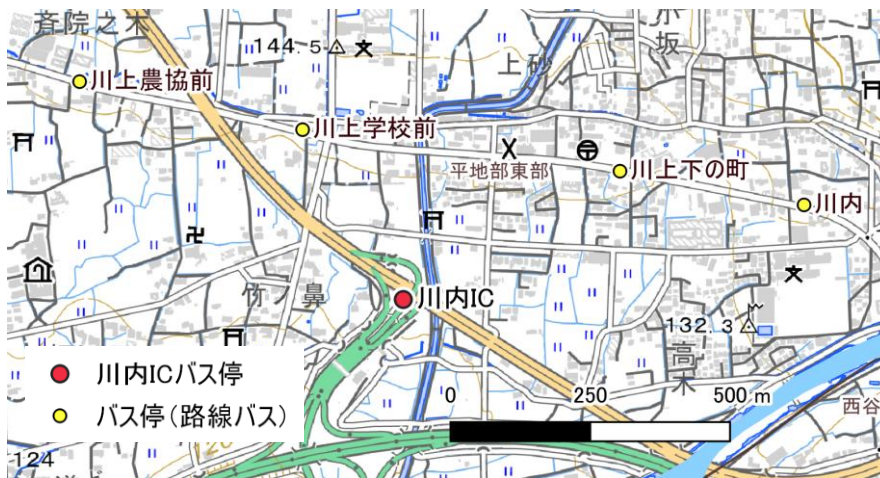 斉院之木
144.5
上砂
小坂
川上農協前
川上学校前
平地部東部
川上下の町
川内
竹ノ鼻
川内IC
132.3
高木
西谷
川内ICバス停
バス停（路線バス）
0 250 500 m
124